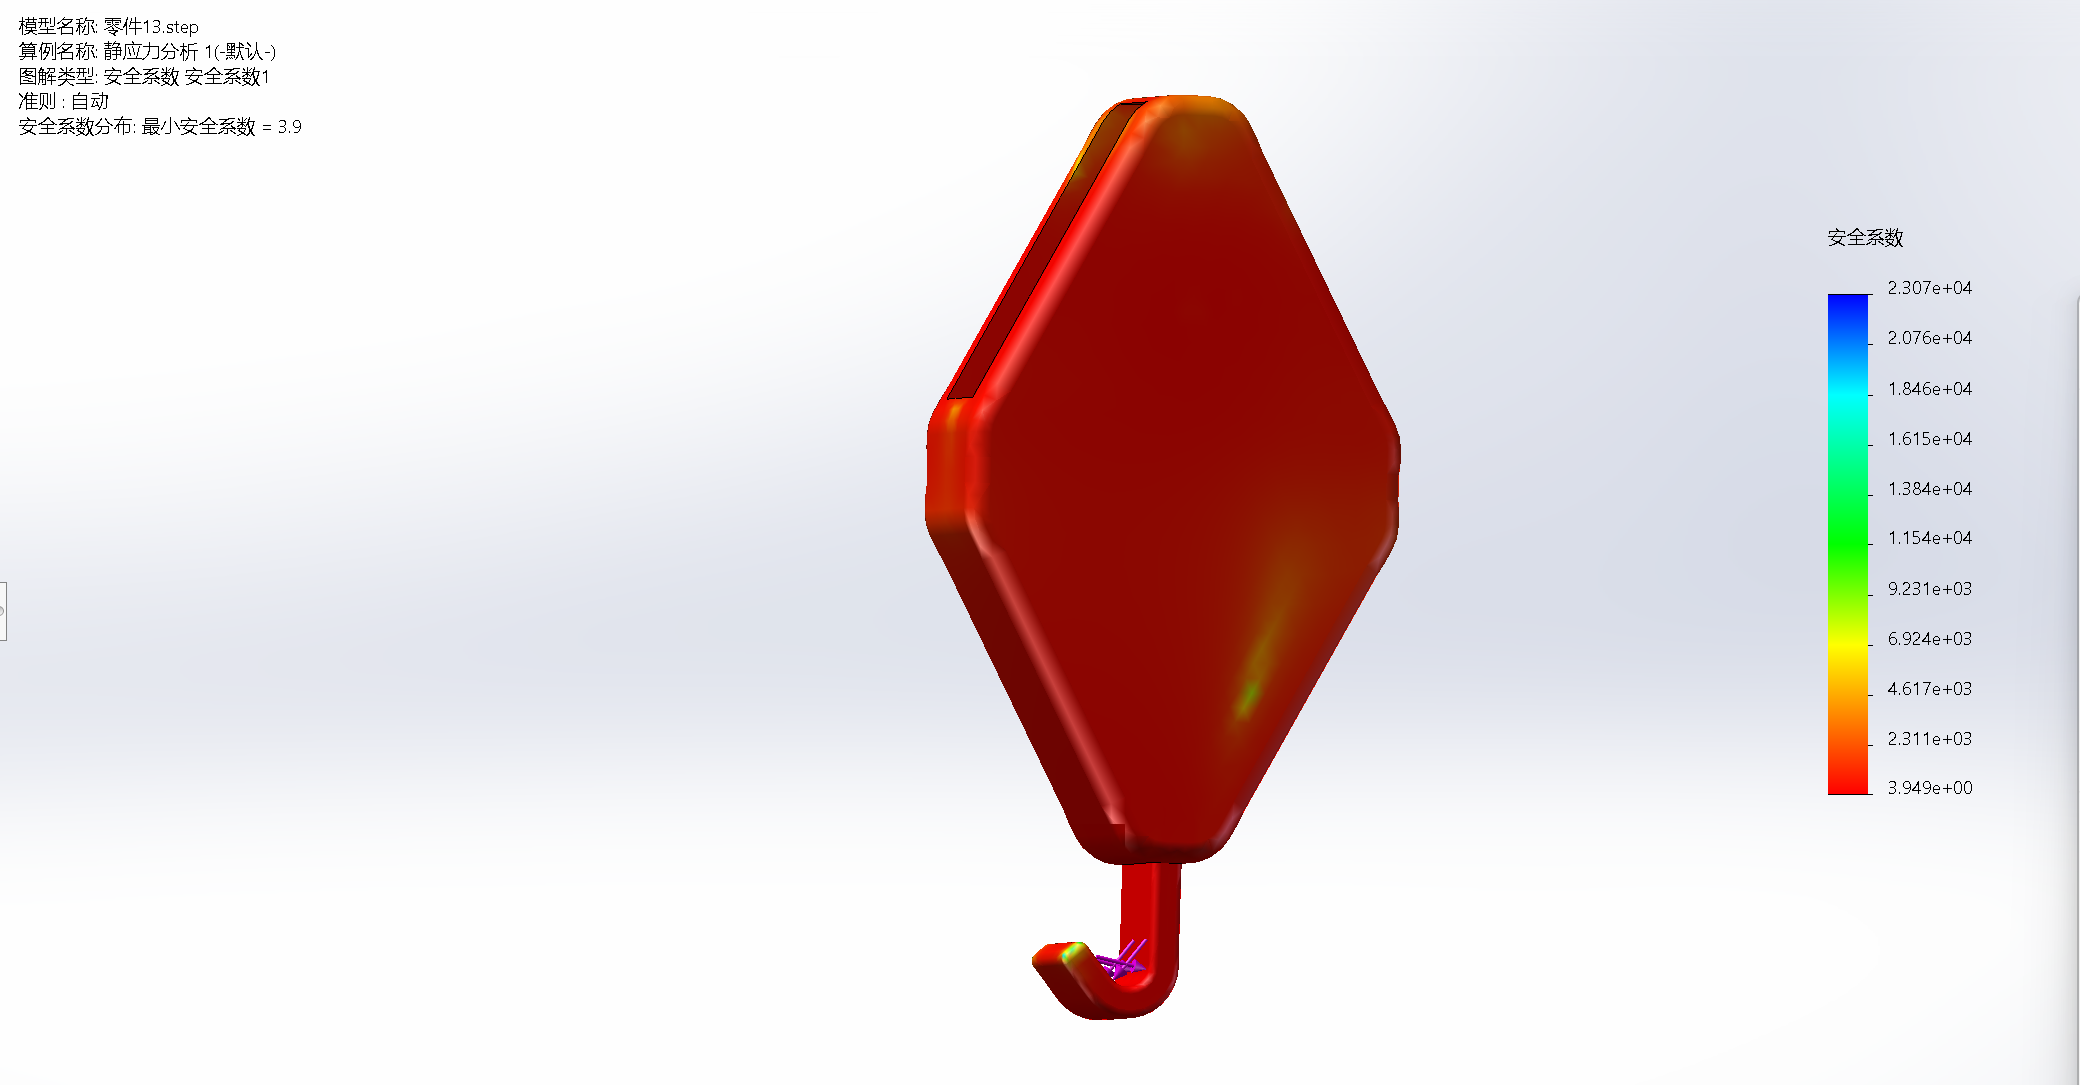 模型名称: 零件13.step
算例名称: 静应力分析 1(-默认-)
图解类型: 安全系数 安全系数1
准则 : 自动
安全系数分布: 最小安全系数 = 3.9
安全系数
2.307e+04
2.076e+04
1.846e+04
1.615e+04
1.384e+04
1.154e+04
9.231e+03
6.924e+03
4.617e+03
2.311e+03
3.949e+00